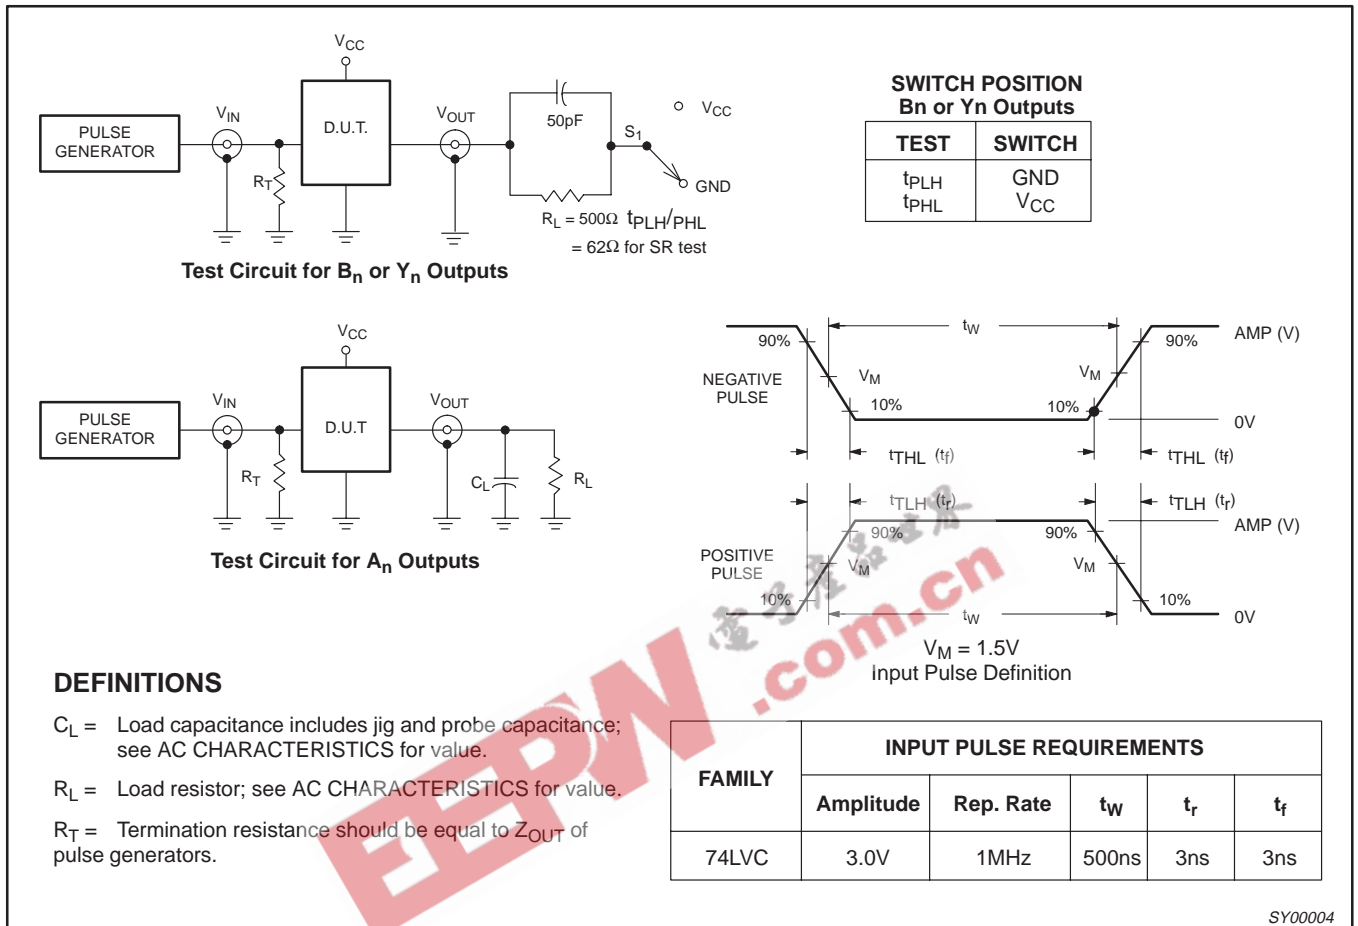 VCC
PULSE GENERATOR
VIN
RT
D.U.T.
VOUT
50pF
S1
VCC
GND
RL = 500Ω tPLH/PHL
= 62Ω for SR test
Test Circuit for Bn or Yn Outputs
SWITCH POSITION
Bn or Yn Outputs
TEST SWITCH
tPLH GND
tPHL VCC
VCC
PULSE GENERATOR
VIN
RT
D.U.T
VOUT
CL
RL
Test Circuit for An Outputs
90% tW 90% AMP (V)
NEGATIVE PULSE
VM VM
10% 10% 0V
tTHL (tf) tTHL (tf)
tTLH (tr) tTLH (tr)
90% 90% AMP (V)
POSITIVE PULSE
VM VM
10% tW 10% 0V
VM = 1.5V
Input Pulse Definition
DEFINITIONS
CL = Load capacitance includes jig and probe capacitance;
see AC CHARACTERISTICS for value.
RL = Load resistor; see AC CHARACTERISTICS for value.
RT = Termination resistance should be equal to ZOUT of
pulse generators.
FAMILY INPUT PULSE REQUIREMENTS
Amplitude Rep. Rate tW tr tf
74LVC 3.0V 1MHz 500ns 3ns 3ns
SY00004
EEPW .com.cn
電子產品世界